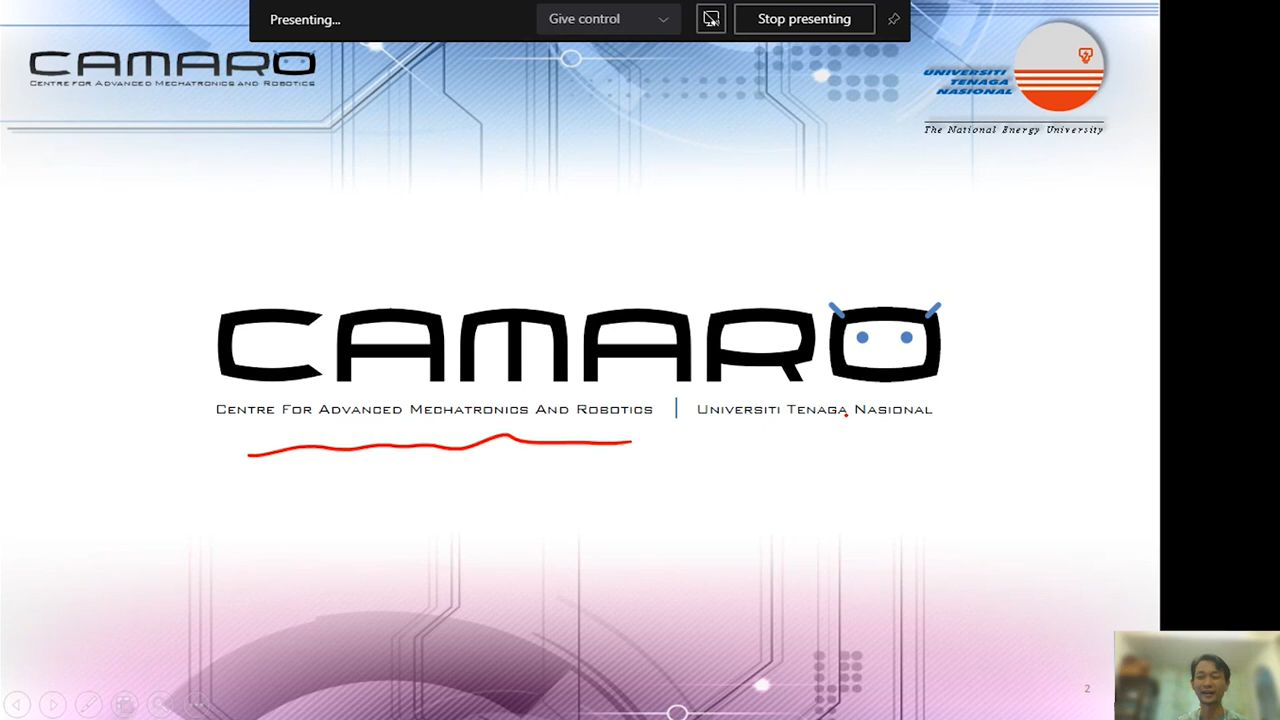 Presenting...
Give control
Stop presenting
CAMARO
CENTRE FOR ADVANCED MECHATRONICS AND ROBOTICS
UNIVERSITI
TENAGA
NASIONAL
The National Energy University
CAMARO
CENTRE FOR ADVANCED MECHATRONICS AND ROBOTICS | UNIVERSITI TENAGA NASIONAL
2